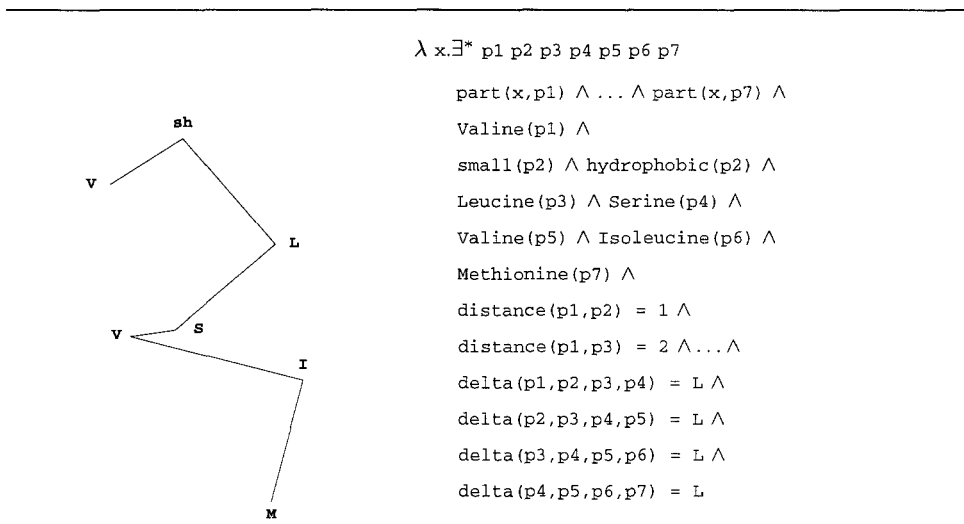 λ x.∃* p1 p2 p3 p4 p5 p6 p7
part(x,p1) ∧ ... ∧ part(x,p7) ∧
Valine(p1) ∧
small(p2) ∧ hydrophobic(p2) ∧
Leucine(p3) ∧ Serine(p4) ∧
Valine(p5) ∧ Isoleucine(p6) ∧
Methionine(p7) ∧
distance(p1,p2) = 1 ∧
distance(p1,p3) = 2 ∧...∧
delta(p1,p2,p3,p4) = L ∧
delta(p2,p3,p4,p5) = L ∧
delta(p3,p4,p5,p6) = L ∧
delta(p4,p5,p6,p7) = L
sh
V
L
S
V
I
M